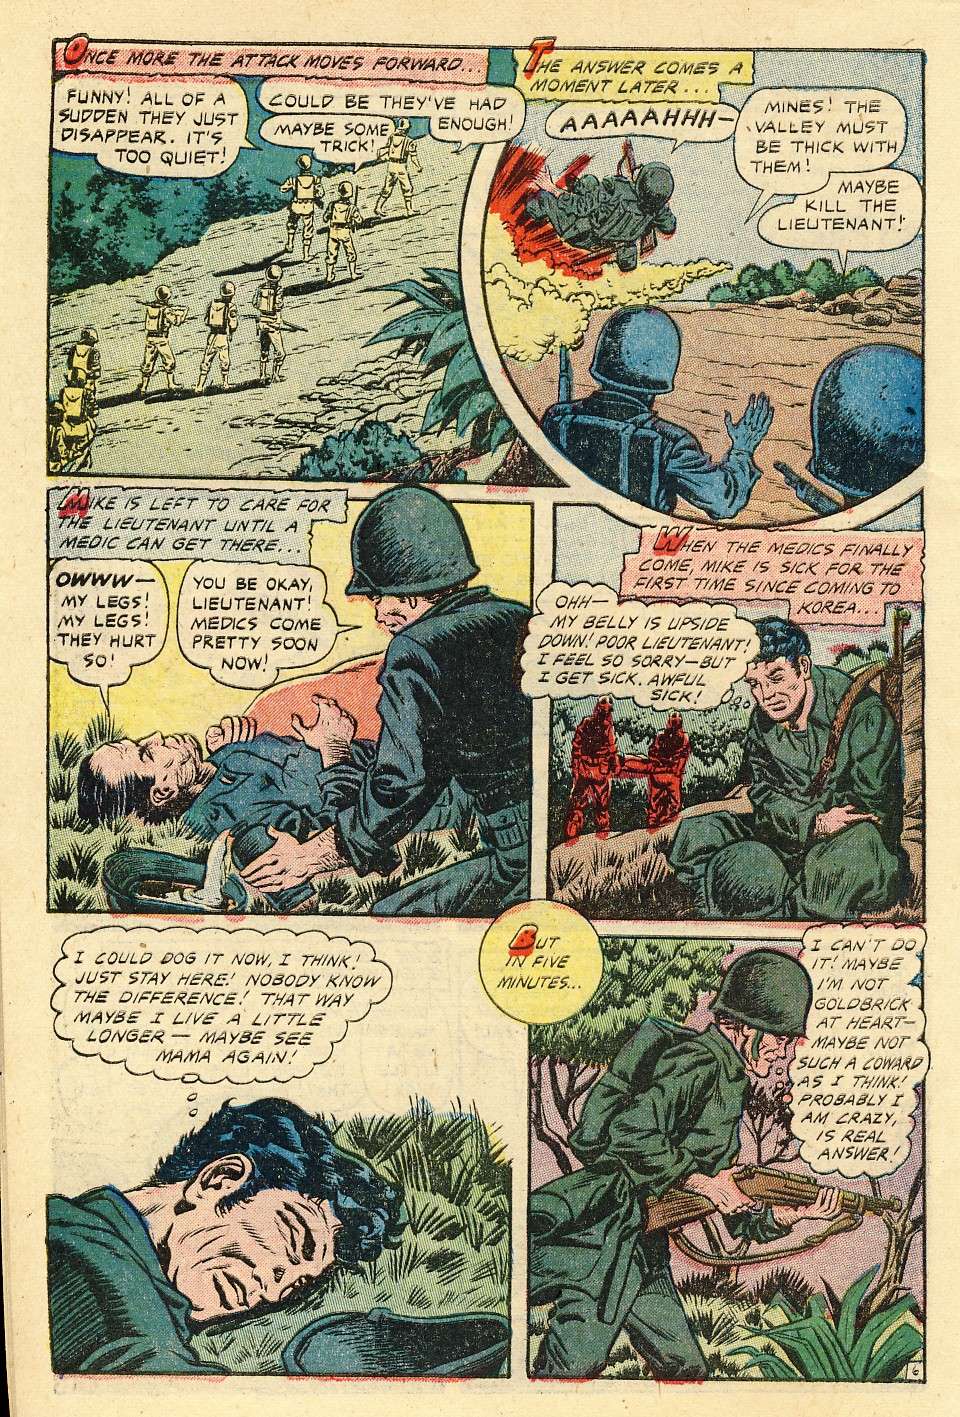 ONCE MORE THE ATTACK MOVES FORWARD...
FUNNY! ALL OF A
SUDDEN THEY JUST
DISAPPEAR. IT'S
TOO QUIET!
MAYBE SOME
TRICK!
COULD BE THEY'VE HAD
ENOUGH!
THE ANSWER COMES A
MOMENT LATER...
AAAAAHHH—
MINES! THE
VALLEY MUST
BE THICK WITH
THEM!
MAYBE
KILL THE
LIEUTENANT!
MIKE IS LEFT TO CARE FOR
THE LIEUTENANT UNTIL A
MEDIC CAN GET THERE...
OWWW—
MY LEGS!
MY LEGS!
THEY HURT
SO!
YOU BE OKAY,
LIEUTENANT!
MEDICS COME
PRETTY SOON
NOW!
WHEN THE MEDICS FINALLY
COME, MIKE IS SICK FOR THE
FIRST TIME SINCE COMING TO
KOREA...
OHH—
MY BELLY IS UPSIDE
DOWN! POOR LIEUTENANT!
I FEEL SO SORRY—BUT
I GET SICK. AWFUL
SICK!
I COULD DOG IT NOW, I THINK!
JUST STAY HERE! NOBODY KNOW
THE DIFFERENCE! THAT WAY
MAYBE I LIVE A LITTLE
LONGER — MAYBE SEE
MAMA AGAIN!
BUT
IN FIVE
MINUTES...
I CAN'T DO
IT! MAYBE
I'M NOT
GOLDBRICK
AT HEART—
MAYBE NOT
SUCH A COWARD
AS I THINK!
PROBABLY I
AM CRAZY,
IS REAL
ANSWER!
6